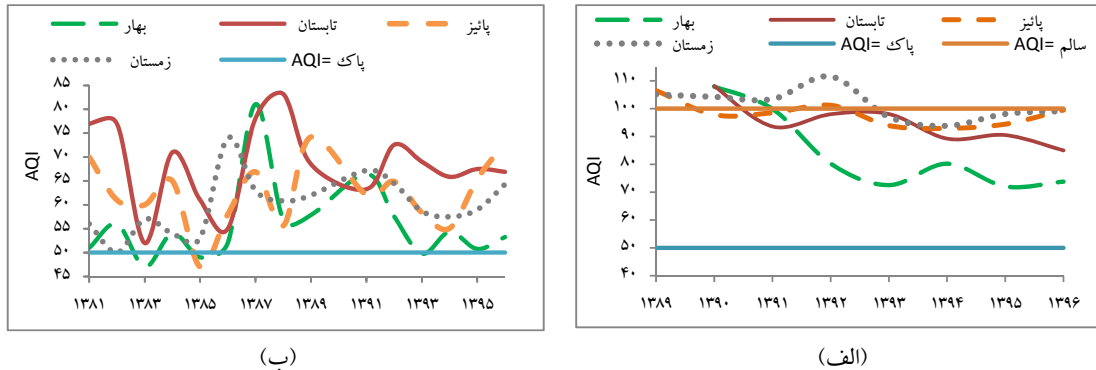 بهار تابستان پائیز
زمستان AQI= پاک AQI= سالم
AQI
۱۱۰
۱۰۰
۹۰
۸۰
۷۰
۶۰
۵۰
۴۰
۱۳۸۹ ۱۳۹۰ ۱۳۹۱ ۱۳۹۲ ۱۳۹۳ ۱۳۹۴ ۱۳۹۵ ۱۳۹۶
(الف)
بهار تابستان پائیز
زمستان AQI= پاک
AQI
۸۵
۸۰
۷۵
۷۰
۶۵
۶۰
۵۵
۵۰
۴۵
۱۳۸۱ ۱۳۸۳ ۱۳۸۵ ۱۳۸۷ ۱۳۸۹ ۱۳۹۱ ۱۳۹۳ ۱۳۹۵
(ب)